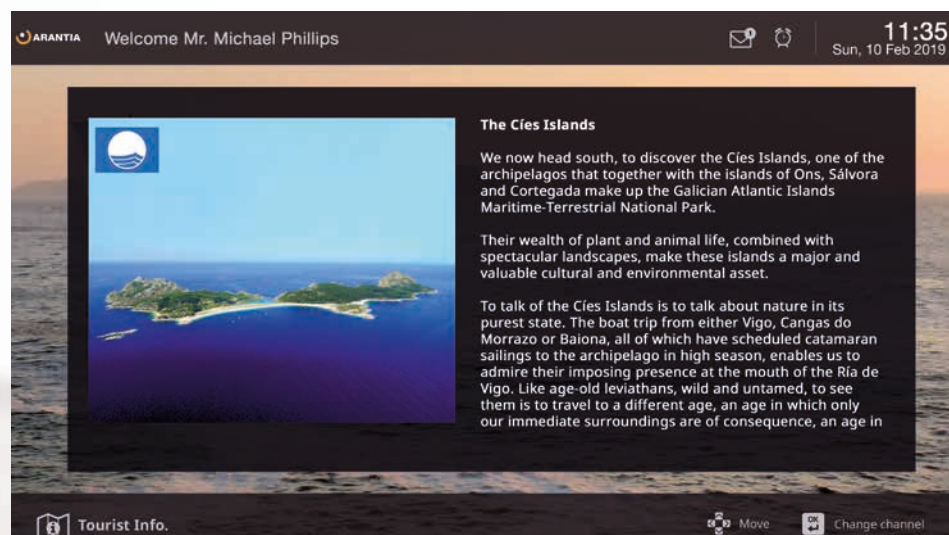 ARANTIA
Welcome Mr. Michael Phillips
11:35
Sun, 10 Feb 2019
The Cíes Islands
We now head south, to discover the Cíes Islands, one of the
archipelagos that together with the islands of Ons, Sálvora
and Cortegada make up the Galician Atlantic Islands
Maritime-Terrestrial National Park.
Their wealth of plant and animal life, combined with
spectacular landscapes, make these islands a major and
valuable cultural and environmental asset.
To talk of the Cíes Islands is to talk about nature in its
purest state. The boat trip from either Vigo, Cangas do
Morrazo or Baiona, all of which have scheduled catamaran
sailings to the archipelago in high season, enables us to
admire their imposing presence at the mouth of the Ría de
Vigo. Like age-old leviathans, wild and untamed, to see
them is to travel to a different age, an age in which only
our immediate surroundings are of consequence, an age in
Tourist Info.
Move
OK
Change channel